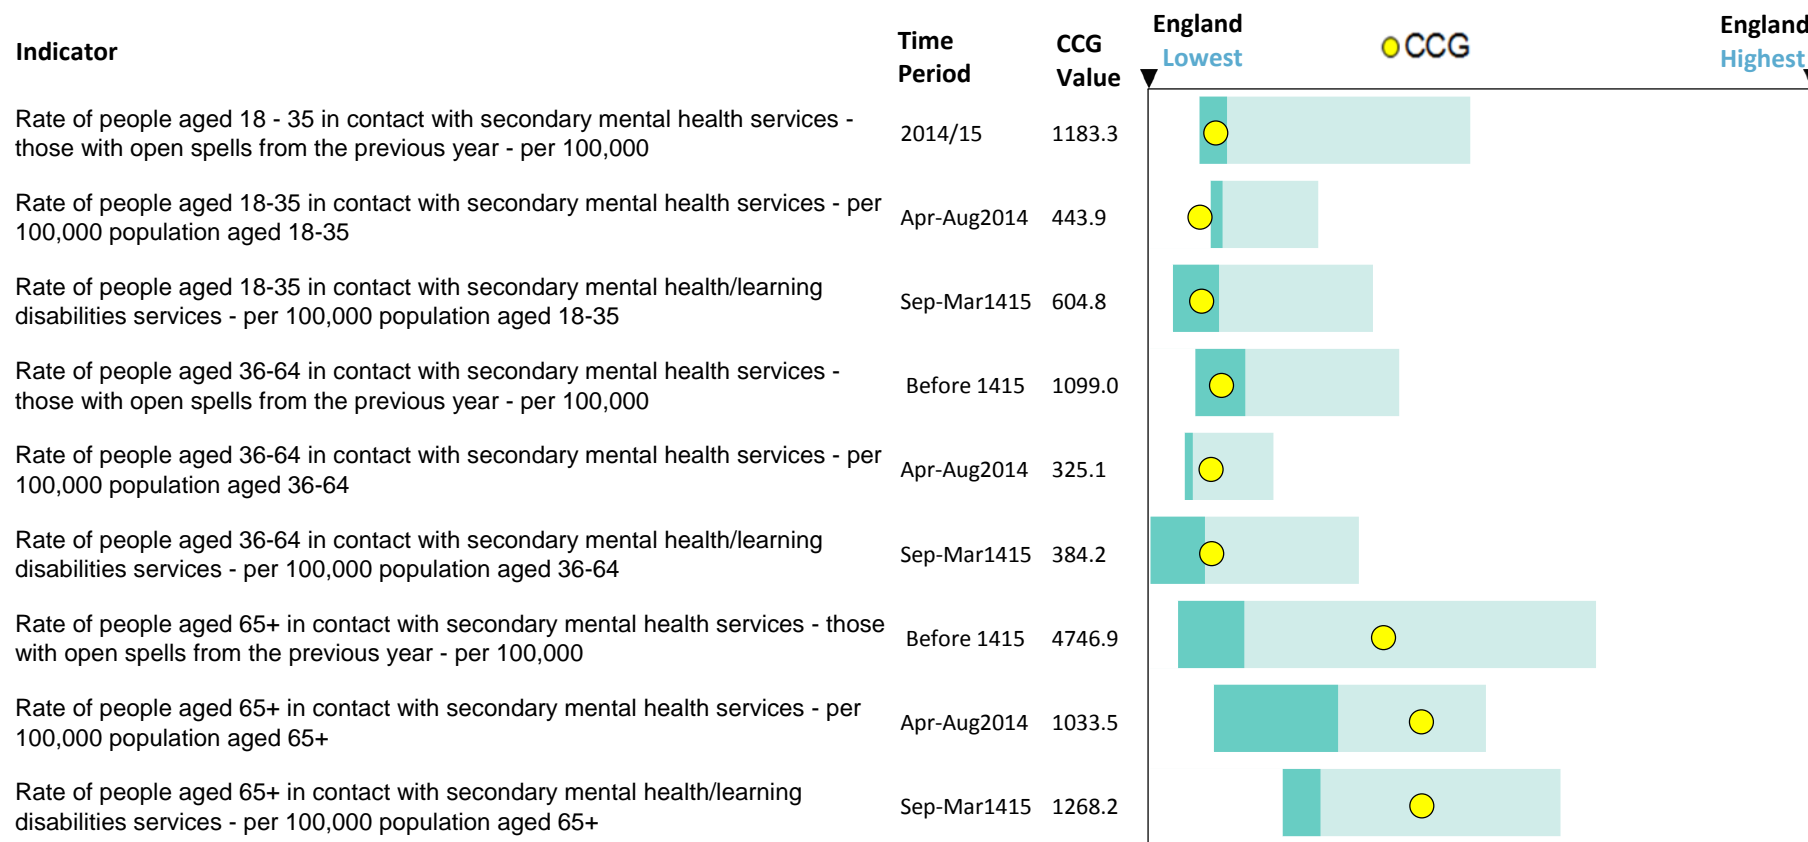 Indicator
Time
Period
CCG
Value
England
Lowest
CCG
England
Highest
Rate of people aged 18 - 35 in contact with secondary mental health services -
those with open spells from the previous year - per 100,000
2014/15
1183.3
Rate of people aged 18-35 in contact with secondary mental health services - per
100,000 population aged 18-35
Apr-Aug2014
443.9
Rate of people aged 18-35 in contact with secondary mental health/learning
disabilities services - per 100,000 population aged 18-35
Sep-Mar1415
604.8
Rate of people aged 36-64 in contact with secondary mental health services -
those with open spells from the previous year - per 100,000
Before 1415
1099.0
Rate of people aged 36-64 in contact with secondary mental health services - per
100,000 population aged 36-64
Apr-Aug2014
325.1
Rate of people aged 36-64 in contact with secondary mental health/learning
disabilities services - per 100,000 population aged 36-64
Sep-Mar1415
384.2
Rate of people aged 65+ in contact with secondary mental health services - those
with open spells from the previous year - per 100,000
Before 1415
4746.9
Rate of people aged 65+ in contact with secondary mental health services - per
100,000 population aged 65+
Apr-Aug2014
1033.5
Rate of people aged 65+ in contact with secondary mental health/learning
disabilities services - per 100,000 population aged 65+
Sep-Mar1415
1268.2